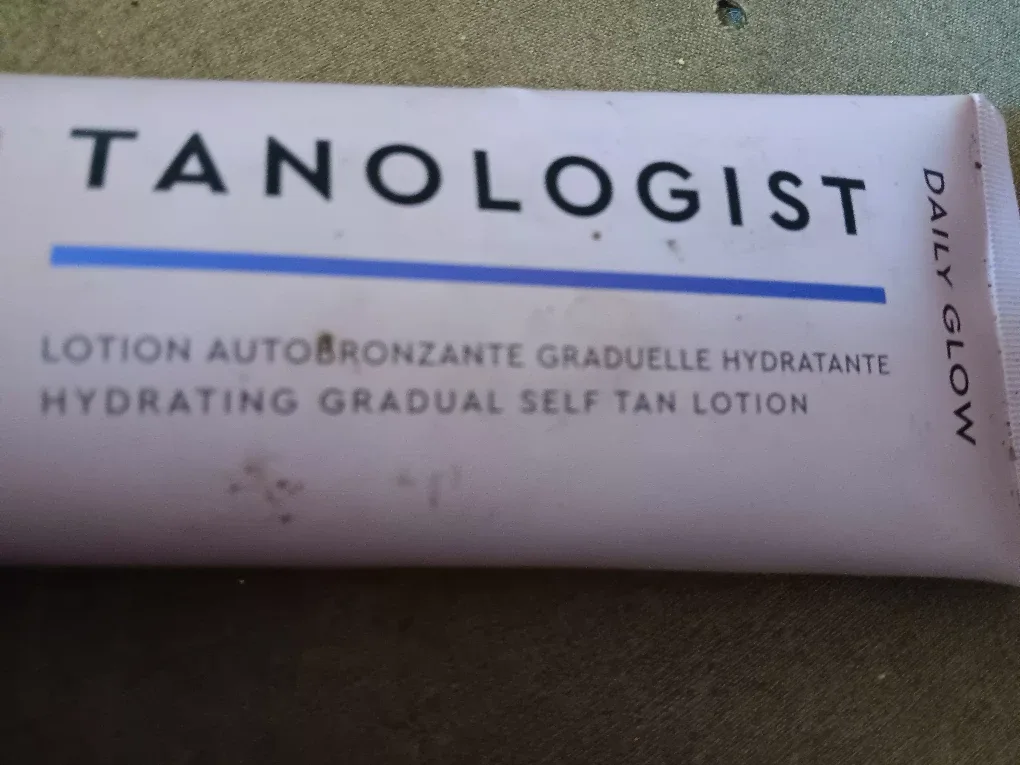 TANOLOGIST
LOTION AUTOBRONZANTE GRADUELLE HYDRATANTE
HYDRATING GRADUAL SELF TAN LOTION
DAILY GLOW